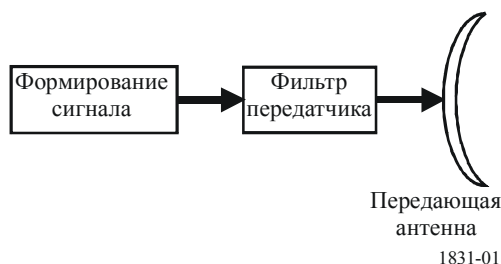 Формирование
сигнала
Фильтр
передатчика
Передающая
антенна
1831-01